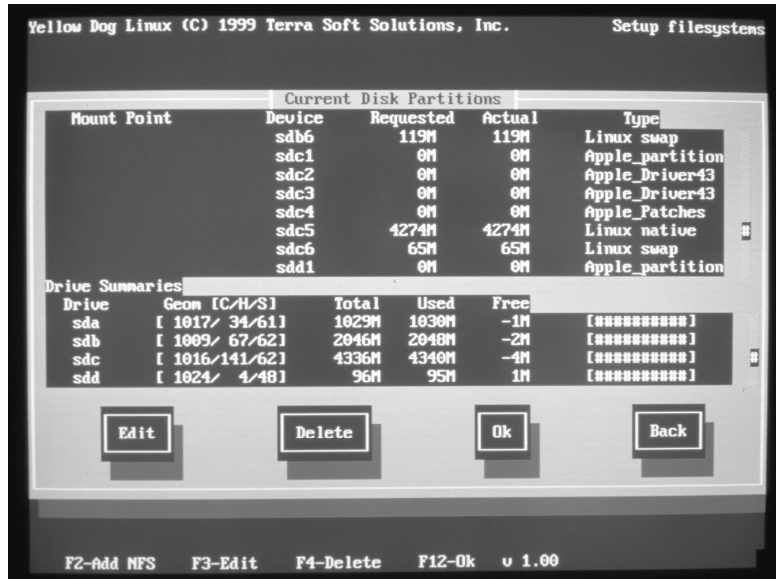 Yellow Dog Linux (C) 1999 Terra Soft Solutions, Inc. Setup filesystems
Current Disk Partitions
Mount Point Device Requested Actual Type
sdb6 119M 119M Linux swap
sdc1 0M 0M Apple_partition
sdc2 0M 0M Apple_Driver43
sdc3 0M 0M Apple_Driver43
sdc4 0M 0M Apple_Patches
sdc5 4274M 4274M Linux native #
sdc6 65M 65M Linux swap
sdd1 0M 0M Apple_partition
Drive Summaries
Drive Geom [C/H/S] Total Used Free
sda [ 1017/ 34/61] 1029M 1030M -1M [##########]
sdb [ 1009/ 67/62] 2046M 2048M -2M [##########]
sdc [ 1016/141/62] 4336M 4340M -4M [##########] #
sdd [ 1024/ 4/48] 96M 95M 1M [##########]
Edit Delete Ok Back
F2-Add NFS F3-Edit F4-Delete F12-Ok v 1.00